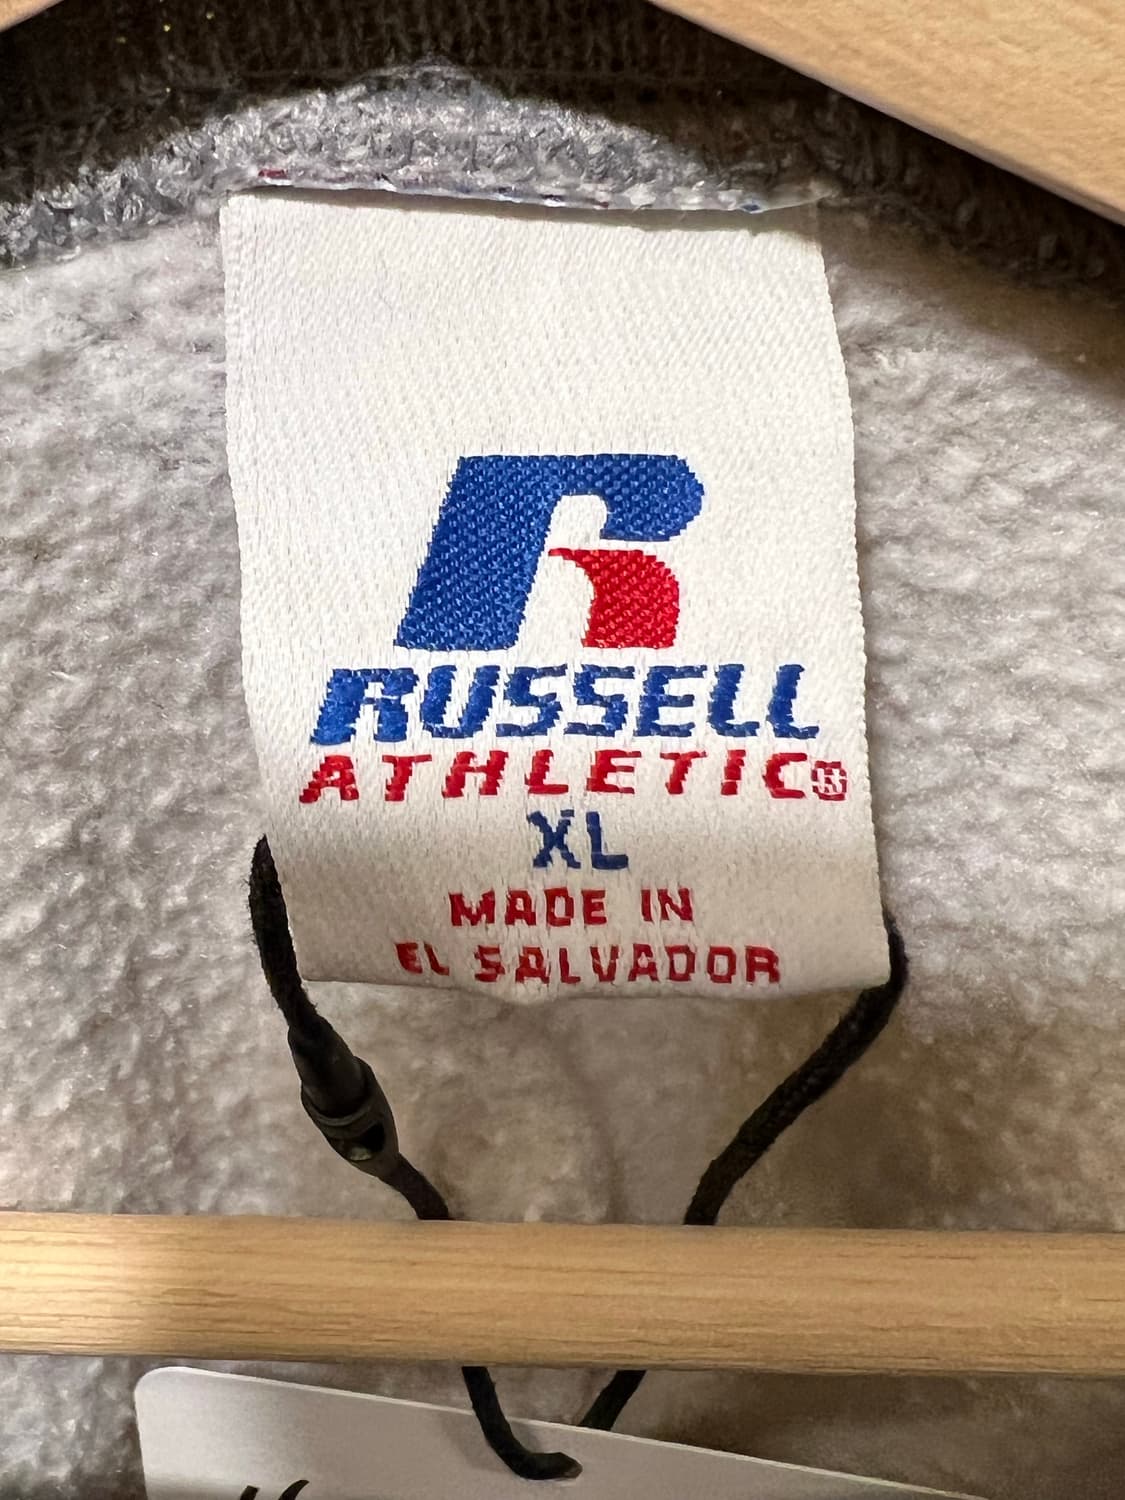 R
RUSSELL
ATHLETIC®
XL
MADE IN
EL SALVADOR